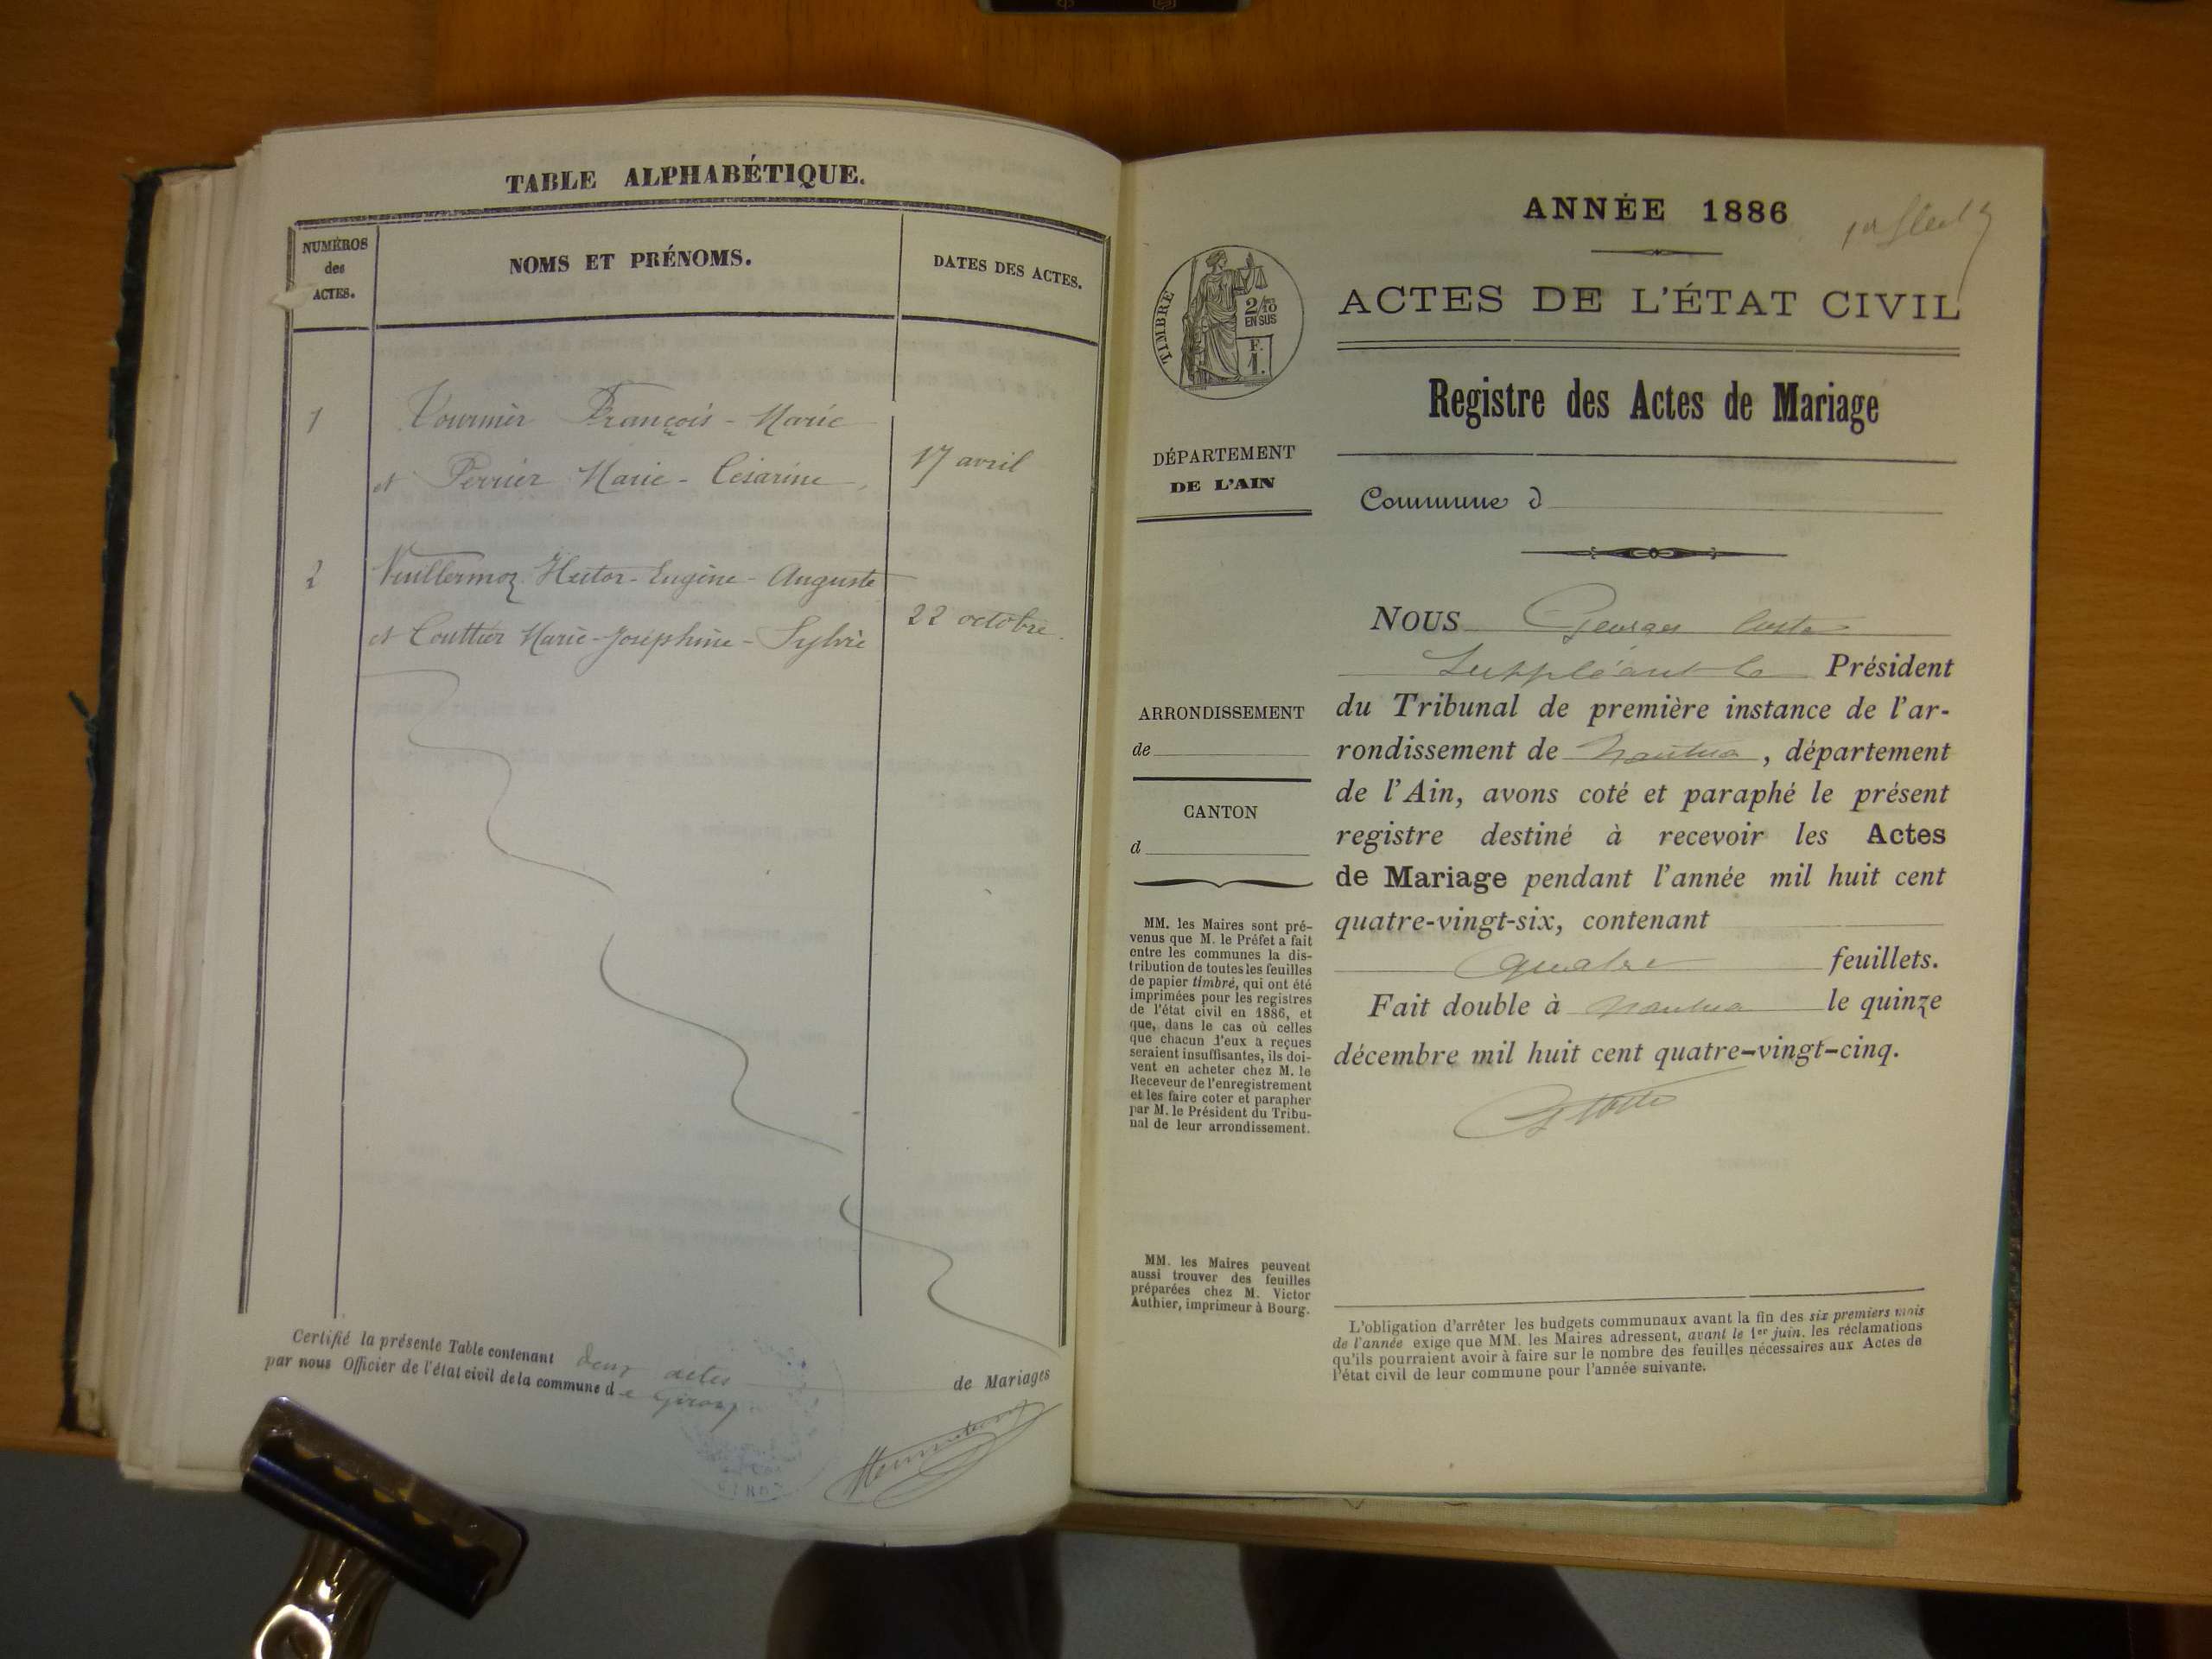 TABLE ALPHABÉTIQUE.
NUMÉROS
des
ACTES.
NOMS ET PRÉNOMS.
DATES DES ACTES.
1
Tournier François - Marie
et Perrier Marie - Césarine
17 avril
2
Vuillermoz Hector - Eugène - Auguste
et Couttier Marie - Joséphine - Sylvie
22 octobre
Certifié la présente Table contenant deux actes de Mariages
par nous Officier de l'état civil de la commune de
ANNÉE 1886
TIMBRE
2/10
EN SUS
F.
1.
ACTES DE L'ÉTAT CIVIL
Registre des Actes de Mariage
DÉPARTEMENT
DE L'AIN
Commune d
ARRONDISSEMENT
de
CANTON
d
MM. les Maires sont pré-
venus que M. le Préfet a fait
entre les communes la dis-
tribution de toutes les feuilles
de papier timbré, qui ont été
imprimées pour les registres
de l'état civil en 1886, et
que, dans le cas où celles
que chacun d'eux a reçues
seraient insuffisantes, ils doi-
vent en acheter chez M. le
Receveur de l'enregistrement
et les faire coter et parapher
par M. le Président du Tribu-
nal de leur arrondissement.
MM. les Maires peuvent
aussi trouver des feuilles
préparées chez M. Victor
Authier, imprimeur à Bourg.
NOUS Georges
Suppléant le Président
du Tribunal de première instance de l'ar-
rondissement de Nantua, département
de l'Ain, avons coté et paraphé le présent
registre destiné à recevoir les Actes
de Mariage pendant l'année mil huit cent
quatre-vingt-six, contenant
quatre feuillets.
Fait double à Nantua le quinze
décembre mil huit cent quatre-vingt-cinq.
L'obligation d'arrêter les budgets communaux avant la fin des six premiers mois
de l'année exige que MM. les Maires adressent, avant le 1er juin, les réclamations
qu'ils pourraient avoir à faire sur le nombre des feuilles nécessaires aux Actes de
l'état civil de leur commune pour l'année suivante.